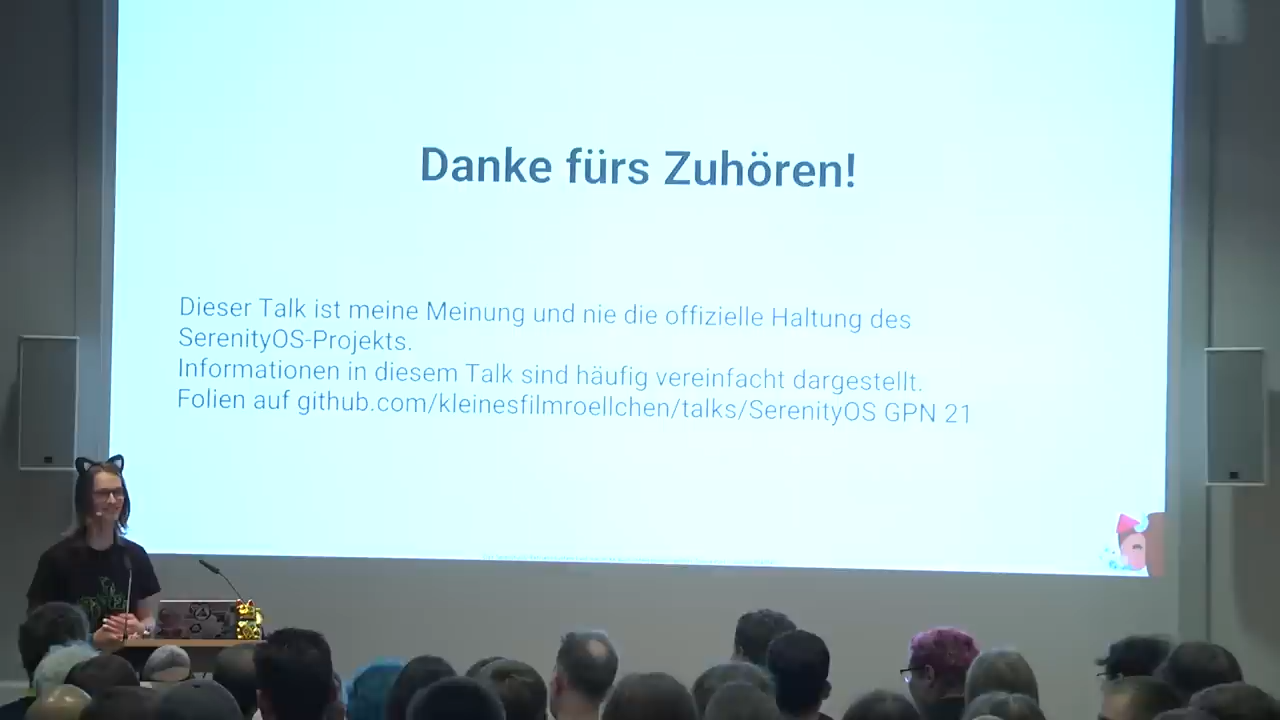 Danke fürs Zuhören!
Dieser Talk ist meine Meinung und nie die offizielle Haltung des
SerenityOS-Projekts.
Informationen in diesem Talk sind häufig vereinfacht dargestellt.
Folien auf github.com/kleinesfilmroellchen/talks/SerenityOS GPN 21